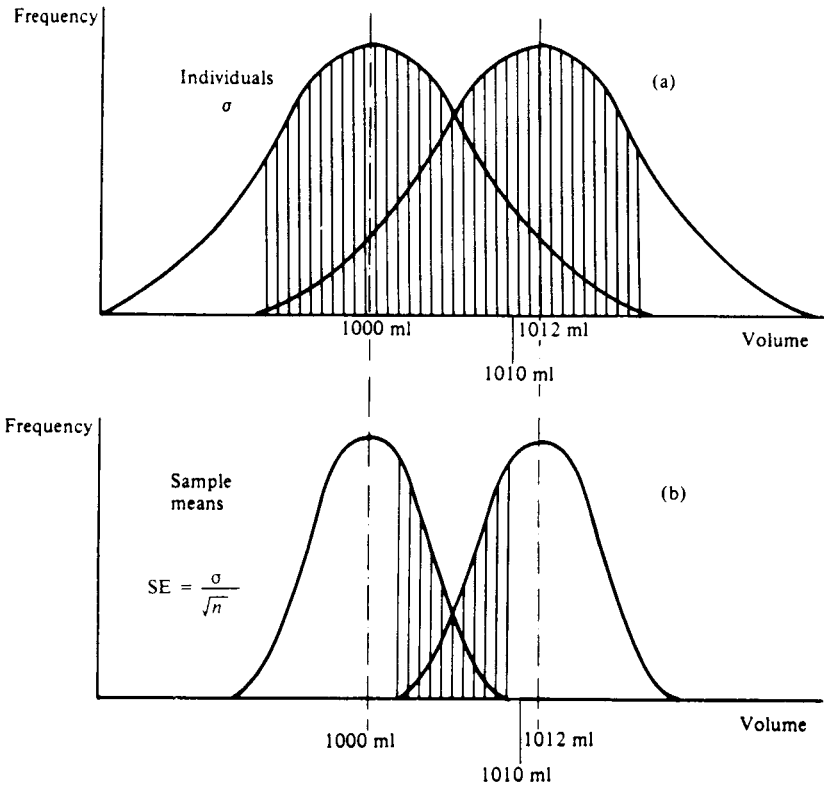 Frequency
Individuals
σ
(a)
1000 ml
1012 ml
Volume
1010 ml
Frequency
Sample
means
(b)
SE = σ/√n
Volume
1000 ml
1012 ml
1010 ml